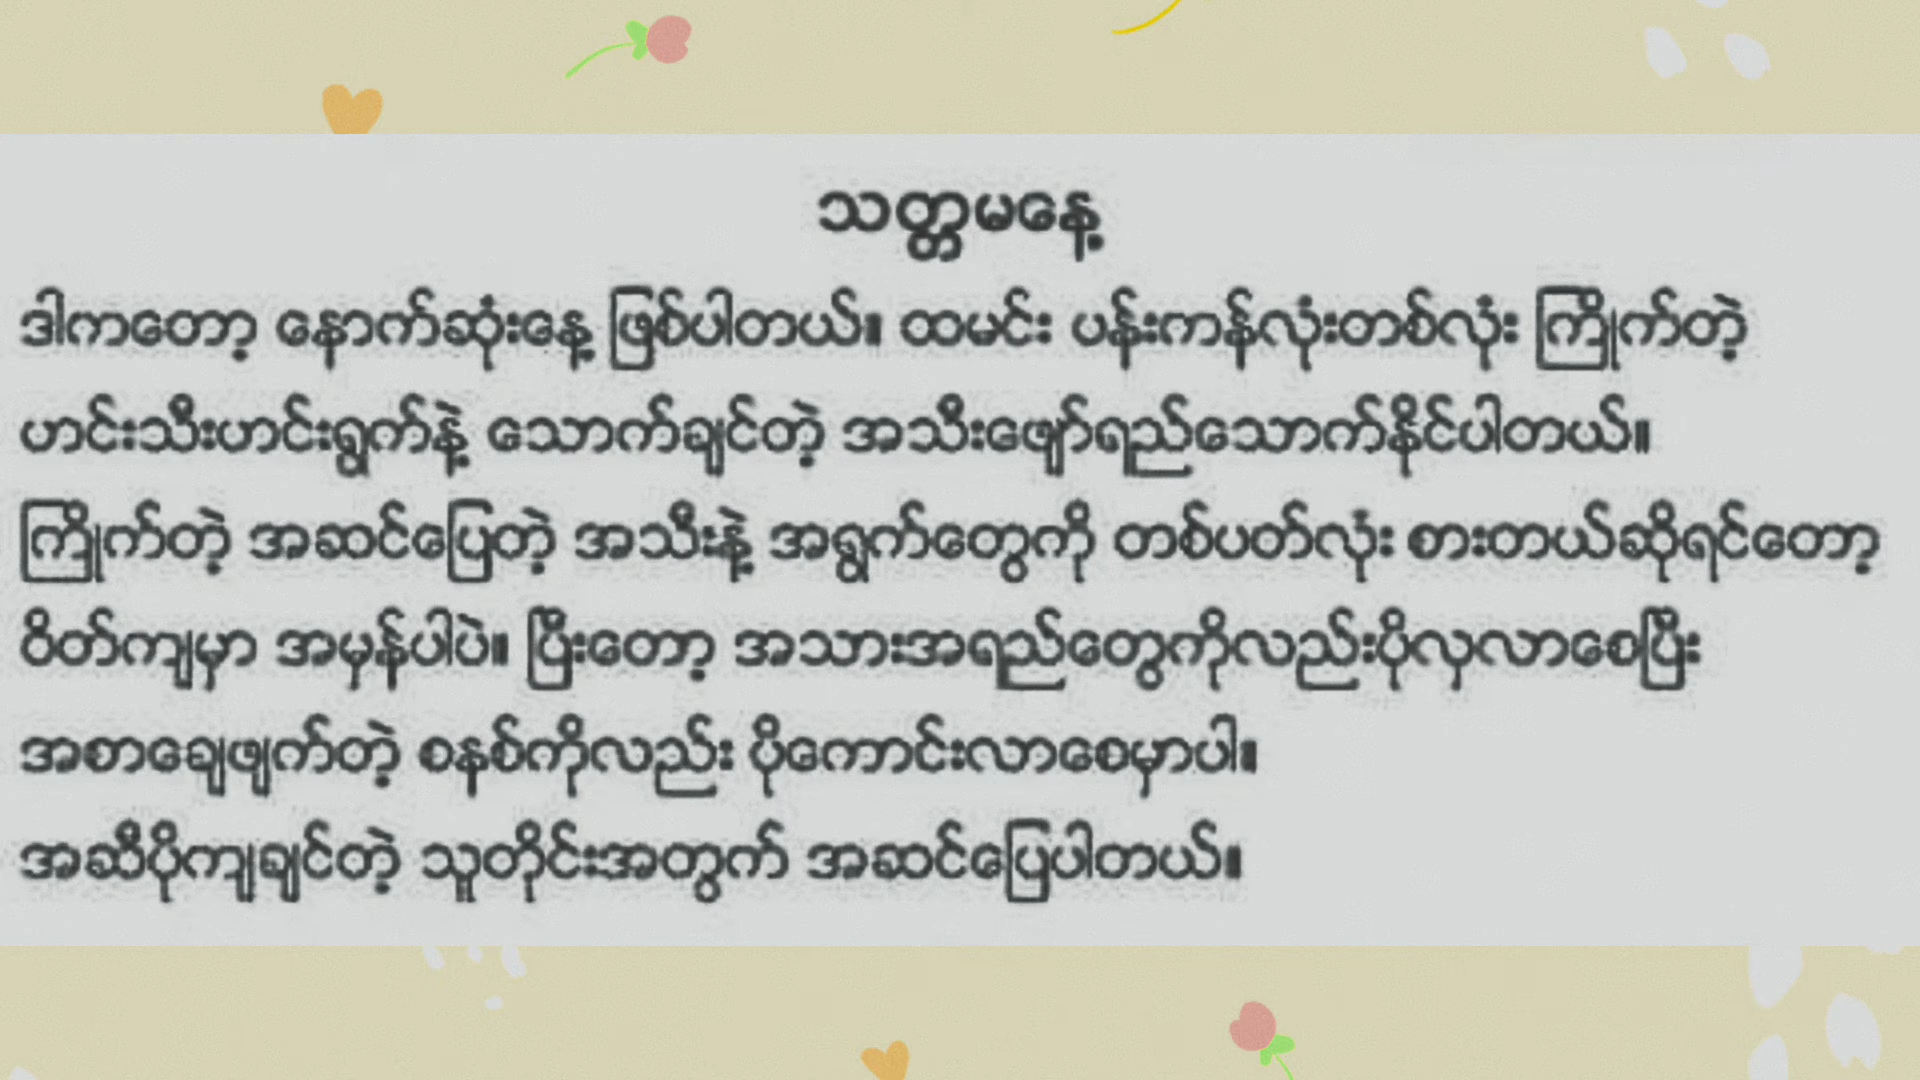 သတ္တမနေ့
ဒါကတော့ နောက်ဆုံးနေ့ ဖြစ်ပါတယ်။ ထမင်း ပန်းကန်လုံးတစ်လုံး ကြိုက်တဲ့
ဟင်းသီးဟင်းရွက်နဲ့ သောက်ချင်တဲ့ အသီးဖျော်ရည်သောက်နိုင်ပါတယ်။
ကြိုက်တဲ့ အဆင်ပြေတဲ့ အသီးနဲ့ အရွက်တွေကို တစ်ပတ်လုံး စားတယ်ဆိုရင်တော့
ဝိတ်ကျမှာ အမှန်ပါပဲ။ ပြီးတော့ အသားအရည်တွေကိုလည်းပိုလှလာစေပြီး
အစာချေဖျက်တဲ့ စနစ်ကိုလည်း ပိုကောင်းလာစေမှာပါ။
အဆီပိုကျချင်တဲ့ သူတိုင်းအတွက် အဆင်ပြေပါတယ်။